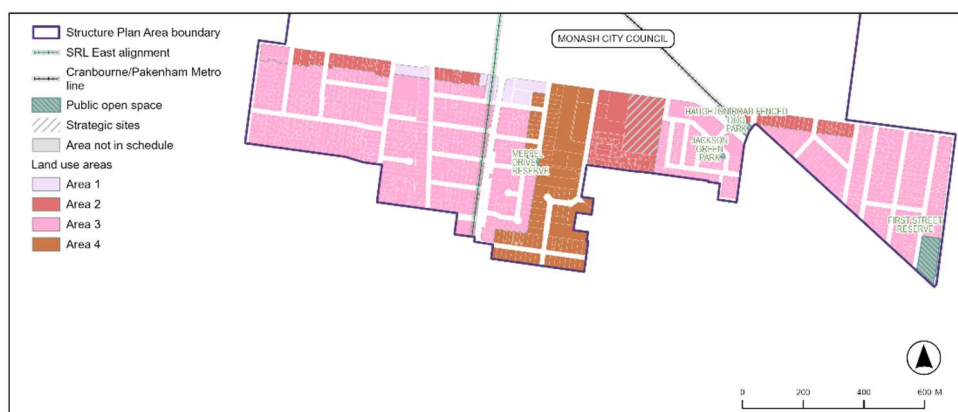 Structure Plan Area boundary
SRL East alignment
Cranbourne/Pakenham Metro
line
Public open space
Strategic sites
Area not in schedule
Land use areas
Area 1
Area 2
Area 3
Area 4
MONASH CITY COUNCIL
FENCED
DOG
PARK
JACKSON
GREEN
PARK
DRIVE
RESERVE
FIRST STREET
RESERVE
0 200 400 600 M